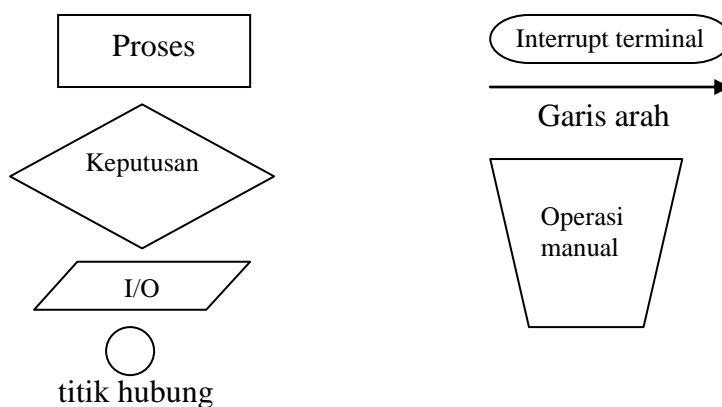 Proses
Keputusan
I/O
titik hubung
Interrupt terminal
Garis arah
Operasi
manual